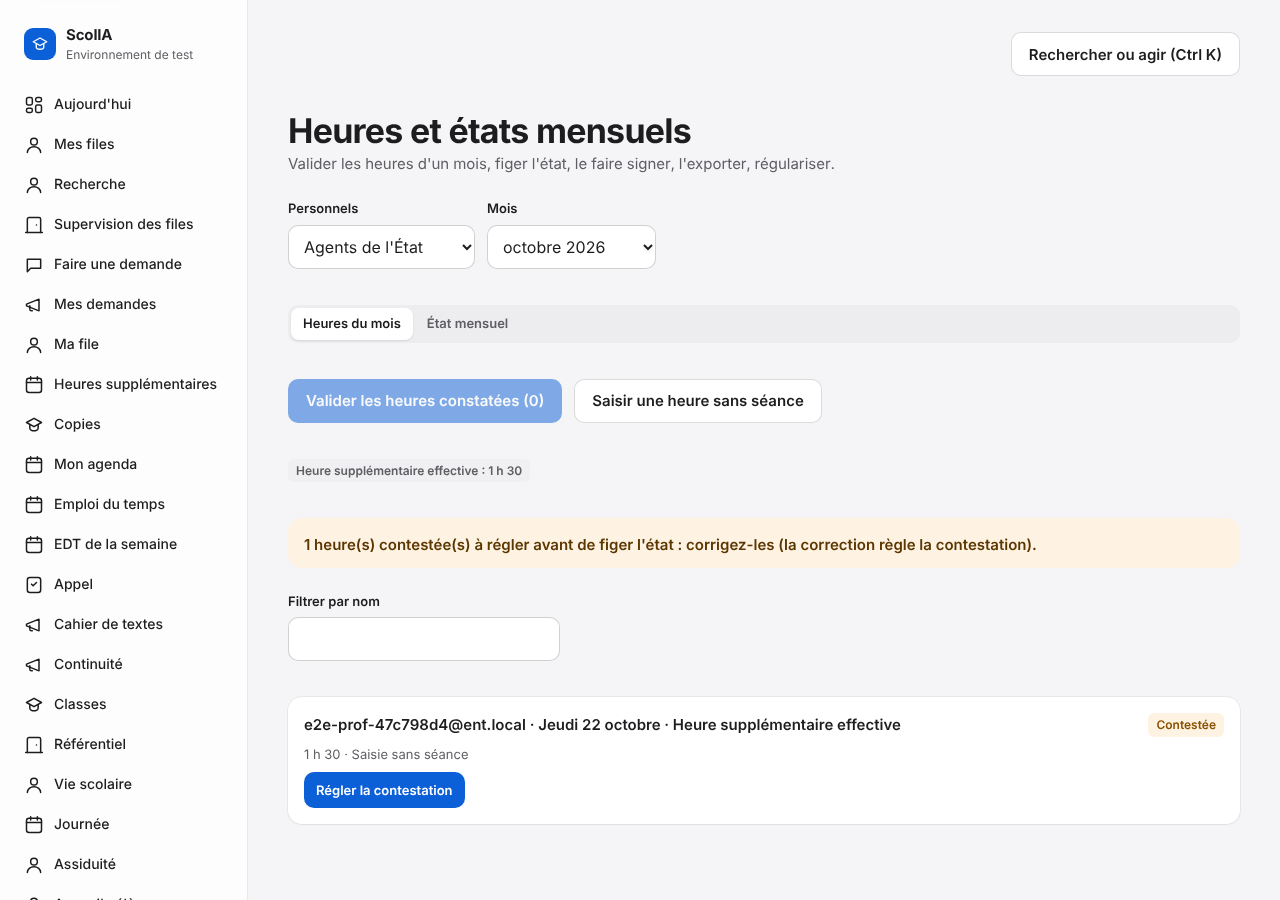 ScolIA
Environnement de test
Rechercher ou agir (Ctrl K)
Aujourd'hui
Mes files
Recherche
Supervision des files
Faire une demande
Mes demandes
Ma file
Heures supplémentaires
Copies
Mon agenda
Emploi du temps
EDT de la semaine
Appel
Cahier de textes
Continuité
Classes
Référentiel
Vie scolaire
Journée
Assiduité
Heures et états mensuels
Valider les heures d'un mois, figer l'état, le faire signer, l'exporter, régulariser.
Personnels Mois
Agents de l'État octobre 2026
Heures du mois État mensuel
Valider les heures constatées (0) Saisir une heure sans séance
Heure supplémentaire effective : 1 h 30
1 heure(s) contestée(s) à régler avant de figer l'état : corrigez-les (la correction règle la contestation).
Filtrer par nom
e2e-prof-47c798d4@ent.local · Jeudi 22 octobre · Heure supplémentaire effective Contestée
1 h 30 · Saisie sans séance
Régler la contestation